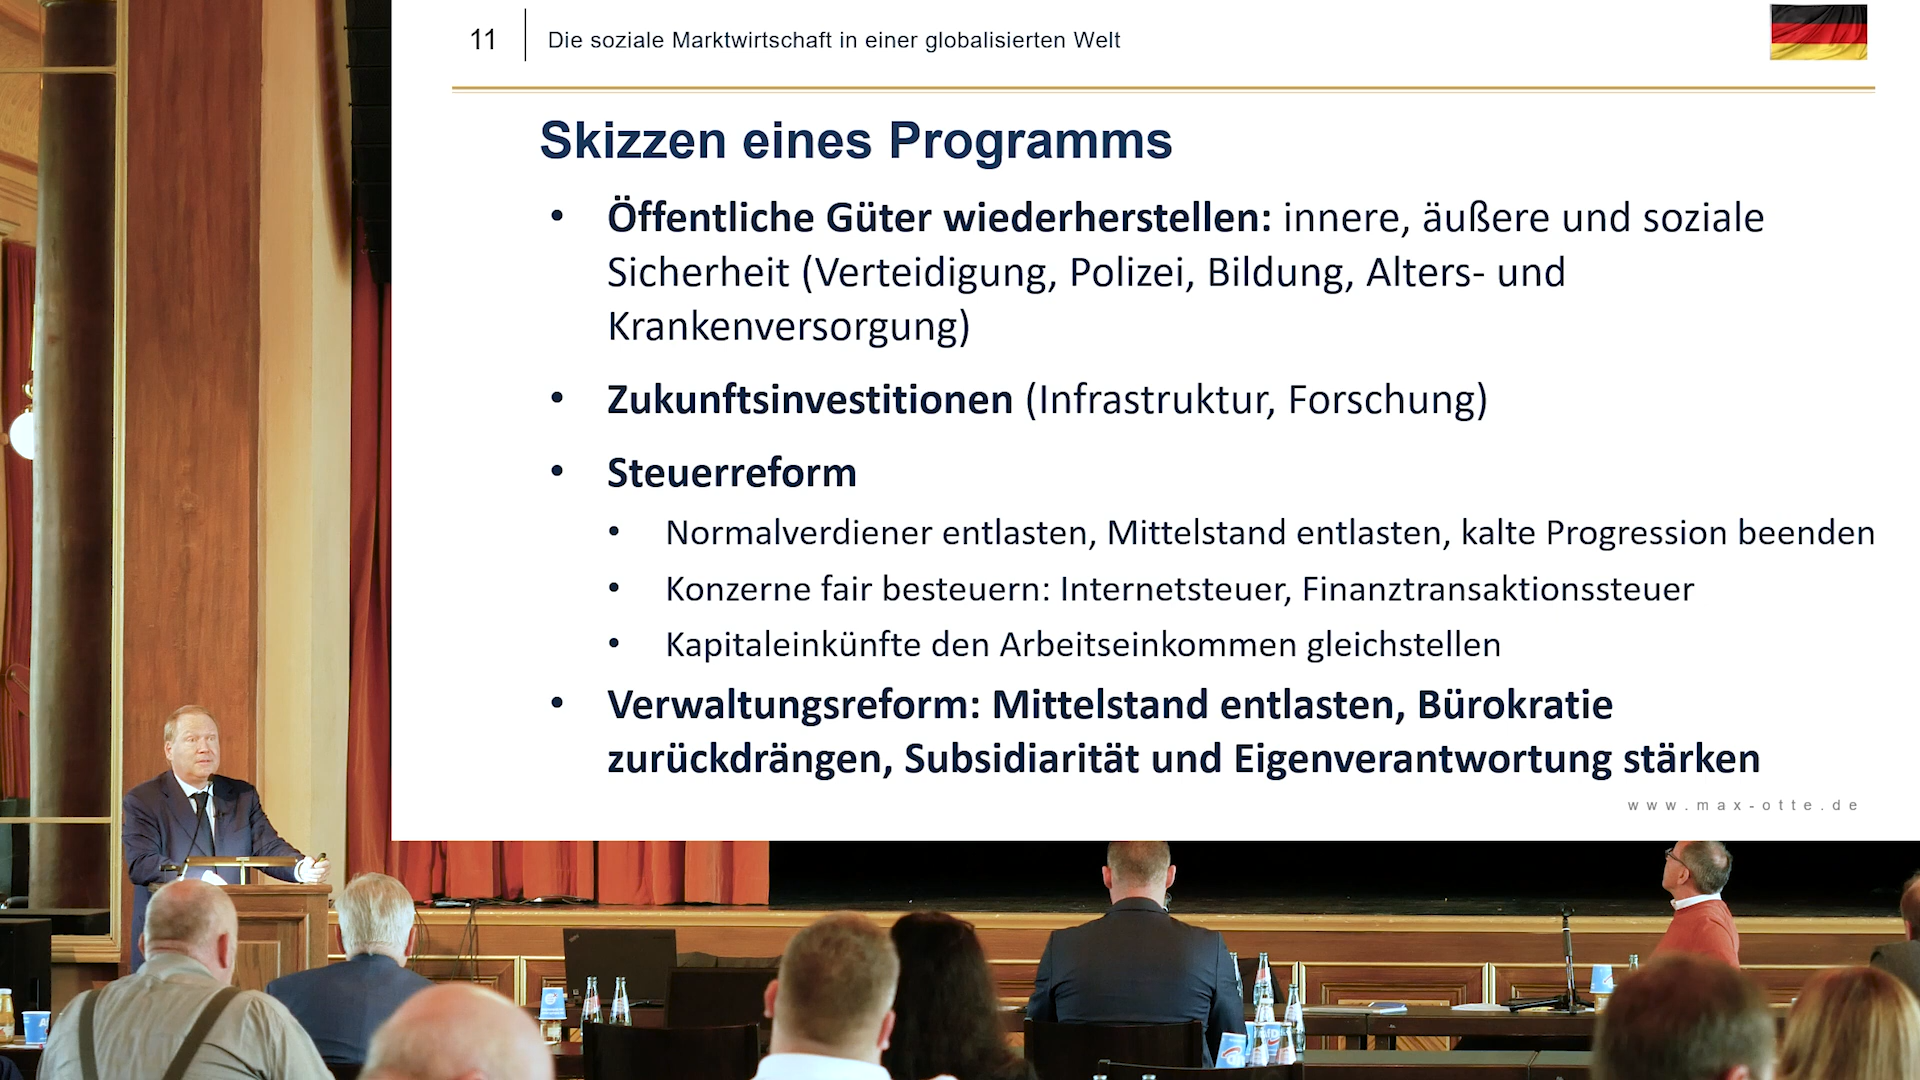 11
Die soziale Marktwirtschaft in einer globalisierten Welt
Skizzen eines Programms
• Öffentliche Güter wiederherstellen: innere, äußere und soziale
Sicherheit (Verteidigung, Polizei, Bildung, Alters- und
Krankenversorgung)
• Zukunftsinvestitionen (Infrastruktur, Forschung)
• Steuerreform
• Normalverdiener entlasten, Mittelstand entlasten, kalte Progression beenden
• Konzerne fair besteuern: Internetsteuer, Finanztransaktionssteuer
• Kapitaleinkünfte den Arbeitseinkommen gleichstellen
• Verwaltungsreform: Mittelstand entlasten, Bürokratie
zurückdrängen, Subsidiarität und Eigenverantwortung stärken
www.max-otte.de